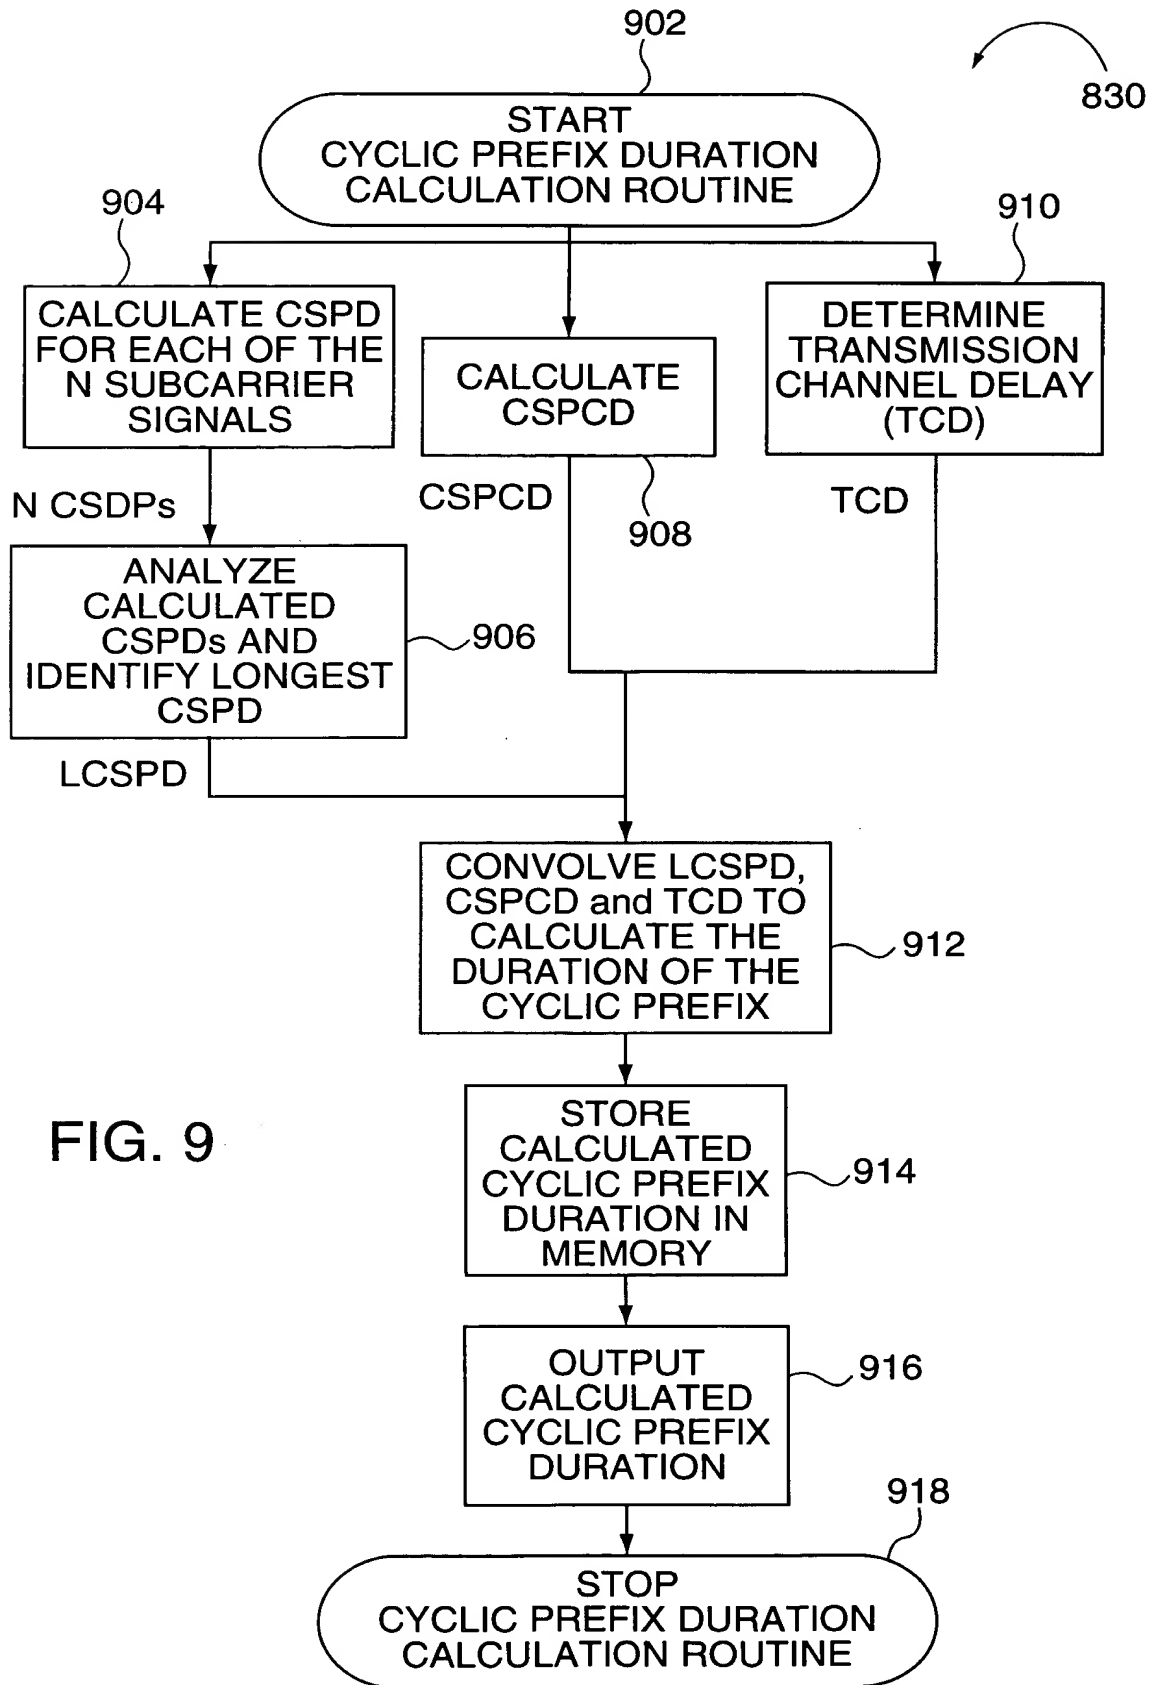 902
830
START
CYCLIC PREFIX DURATION
CALCULATION ROUTINE
904
910
CALCULATE CSPD
FOR EACH OF THE
N SUBCARRIER
SIGNALS
CALCULATE
CSPCD
DETERMINE
TRANSMISSION
CHANNEL DELAY
(TCD)
N CSDPs
CSPCD
908
TCD
ANALYZE
CALCULATED
CSPDs AND
IDENTIFY LONGEST
CSPD
906
LCSPD
CONVOLVE LCSPD,
CSPCD and TCD TO
CALCULATE THE
DURATION OF THE
CYCLIC PREFIX
912
FIG. 9
STORE
CALCULATED
CYCLIC PREFIX
DURATION IN
MEMORY
914
OUTPUT
CALCULATED
CYCLIC PREFIX
DURATION
916
918
STOP
CYCLIC PREFIX DURATION
CALCULATION ROUTINE